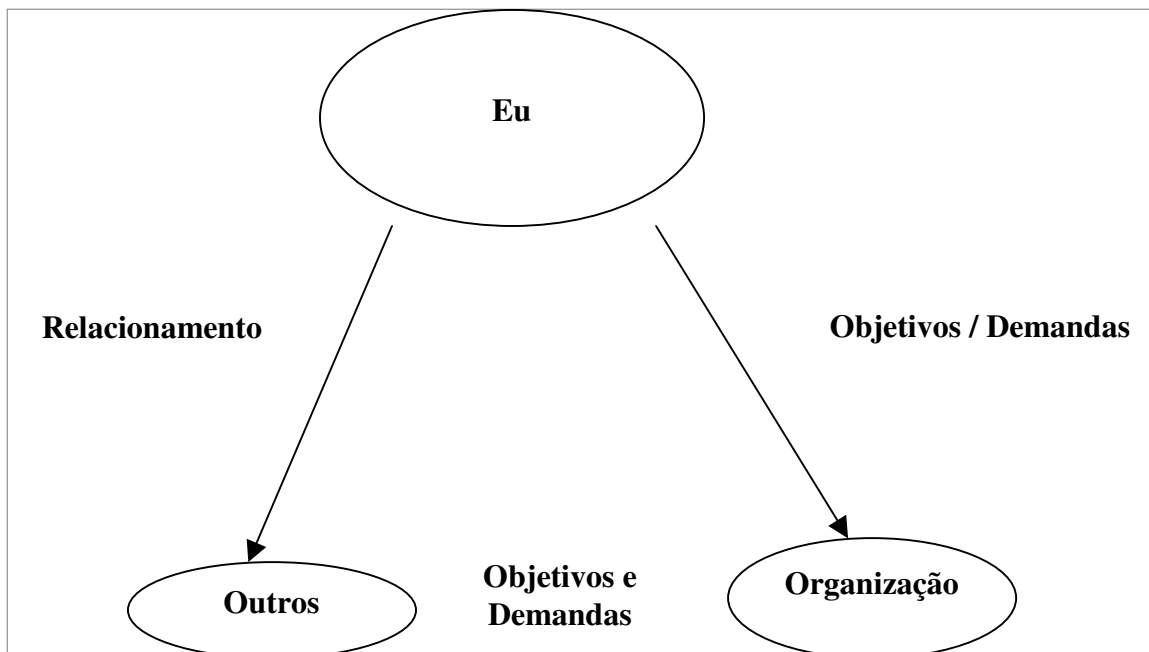 Eu
Relacionamento
Objetivos / Demandas
Outros
Objetivos e
Demandas
Organização